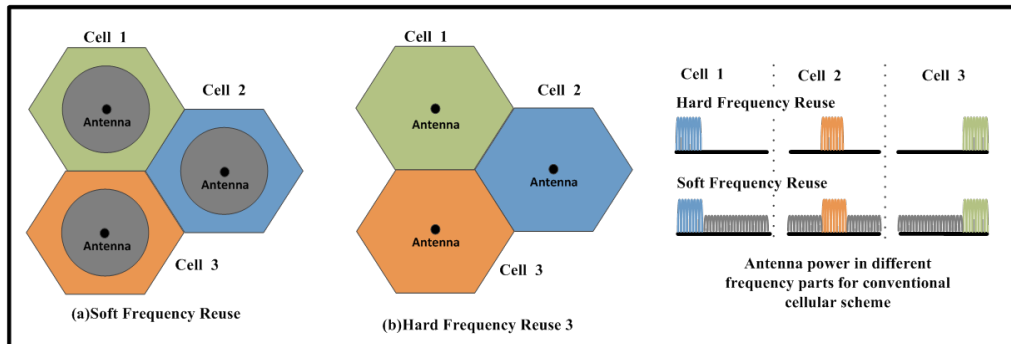 Cell 1
Cell 2
Antenna
Antenna
Antenna
Cell 3
(a)Soft Frequency Reuse
Cell 1
Cell 2
Antenna
Antenna
Antenna
Cell 3
(b)Hard Frequency Reuse 3
Cell 1
Cell 2
Cell 3
Hard Frequency Reuse
Soft Frequency Reuse
Antenna power in different
frequency parts for conventional
cellular scheme